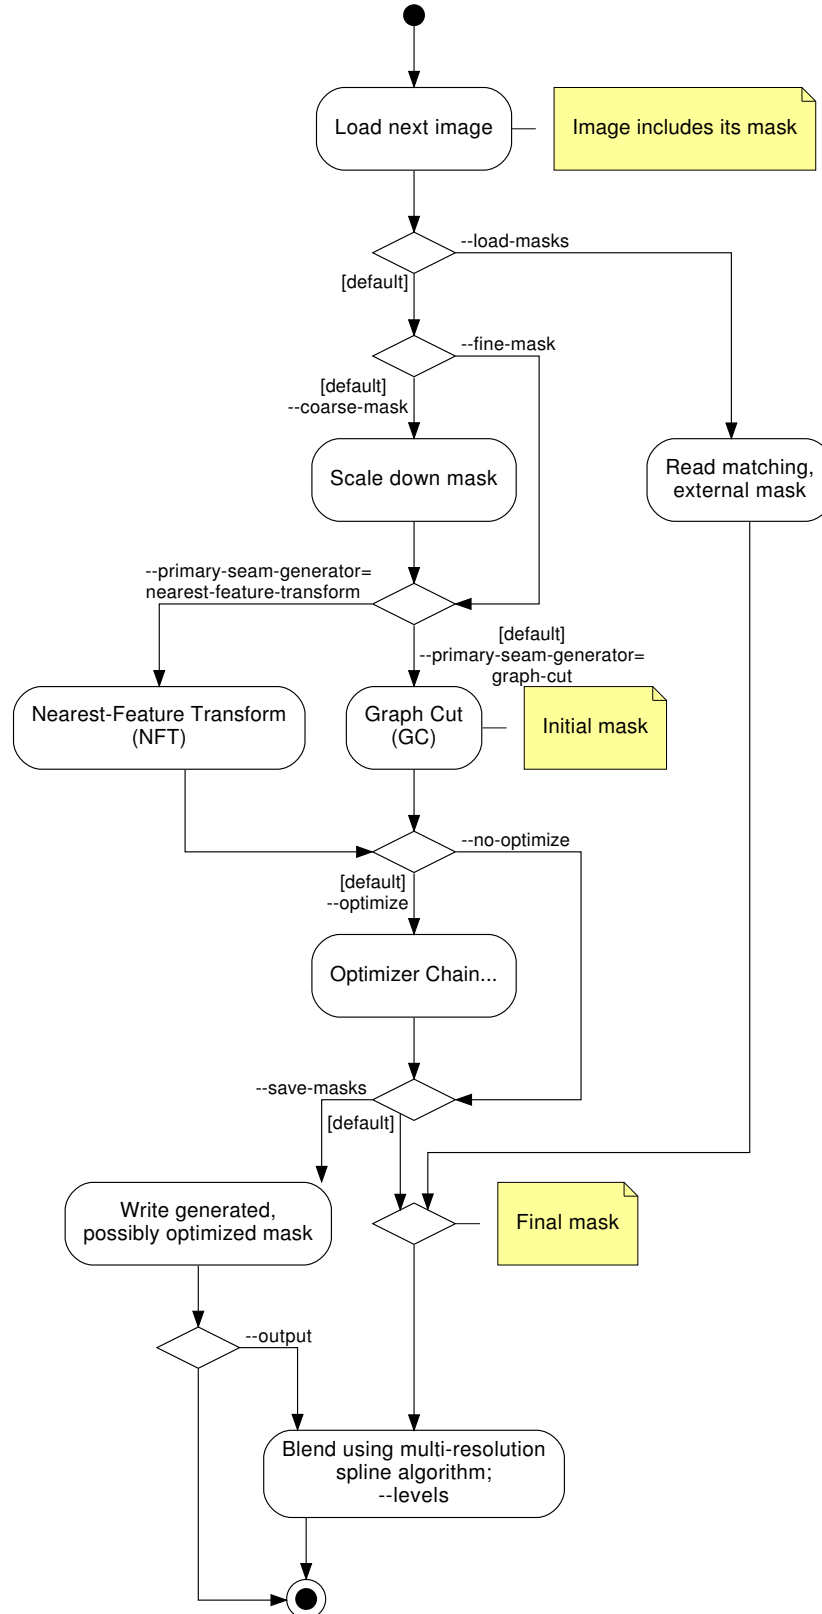 Load next image
Image includes its mask
--load-masks
[default]
--fine-mask
[default]
--coarse-mask
Scale down mask
Read matching,
external mask
--primary-seam-generator=
nearest-feature-transform
[default]
--primary-seam-generator=
graph-cut
Nearest-Feature Transform
(NFT)
Graph Cut
(GC)
Initial mask
--no-optimize
[default]
--optimize
Optimizer Chain...
--save-masks
[default]
Write generated,
possibly optimized mask
Final mask
--output
Blend using multi-resolution
spline algorithm;
--levels